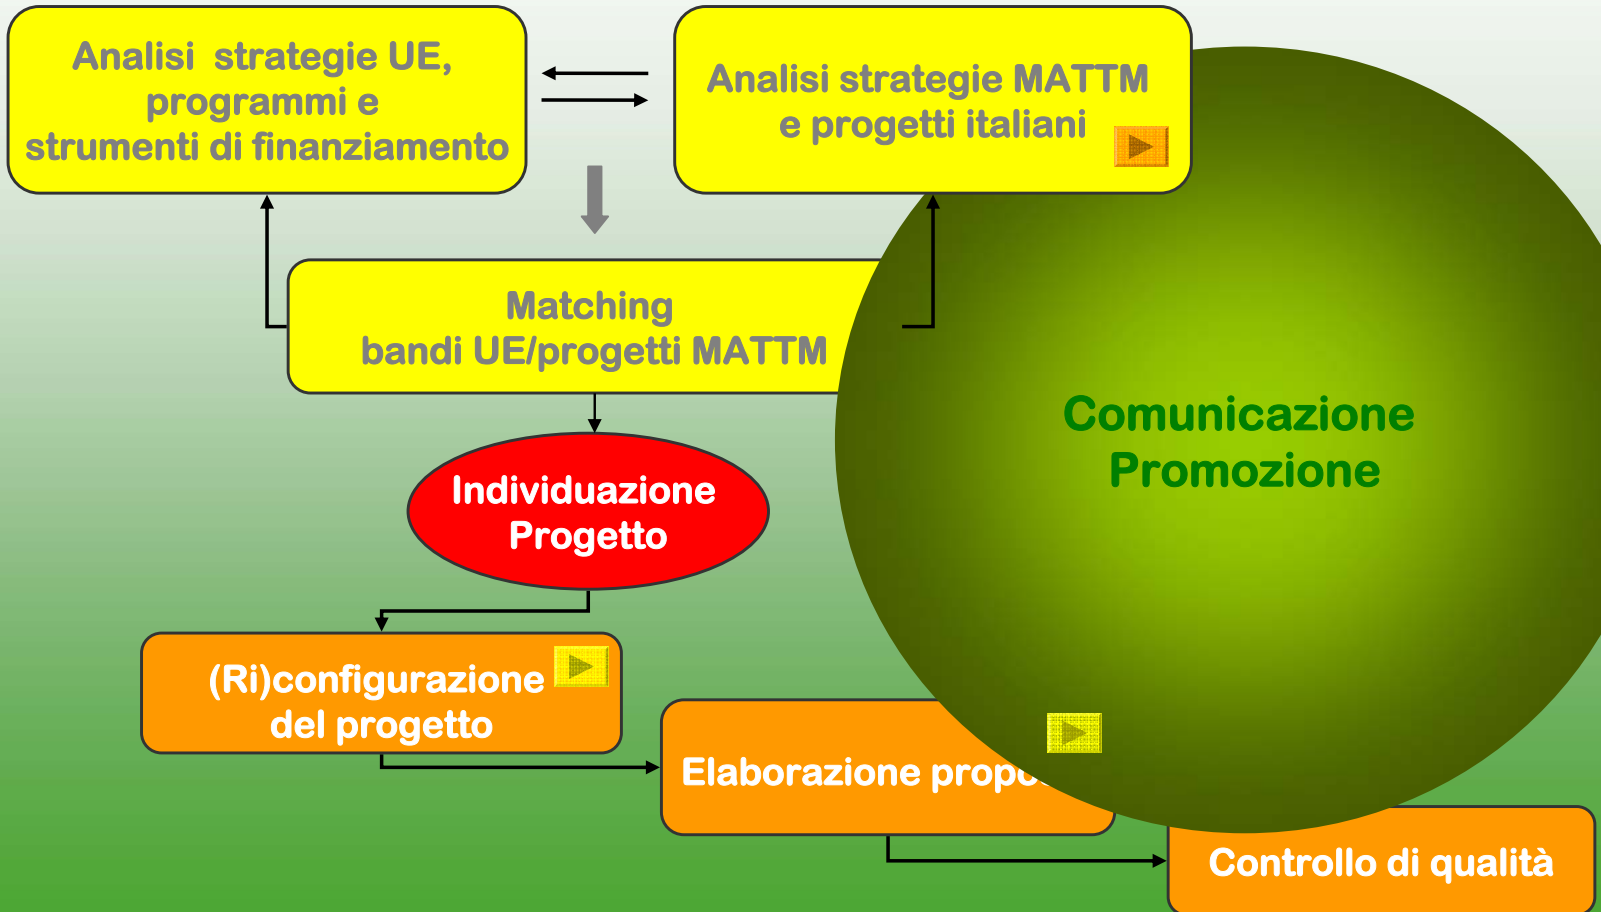 Analisi strategie UE,
programmi e
strumenti di finanziamento
Analisi strategie MATTM
e progetti italiani
Matching
bandi UE/progetti MATTM
Comunicazione
Promozione
Individuazione
Progetto
(Ri)configurazione
del progetto
Elaborazione
Controllo di qualità